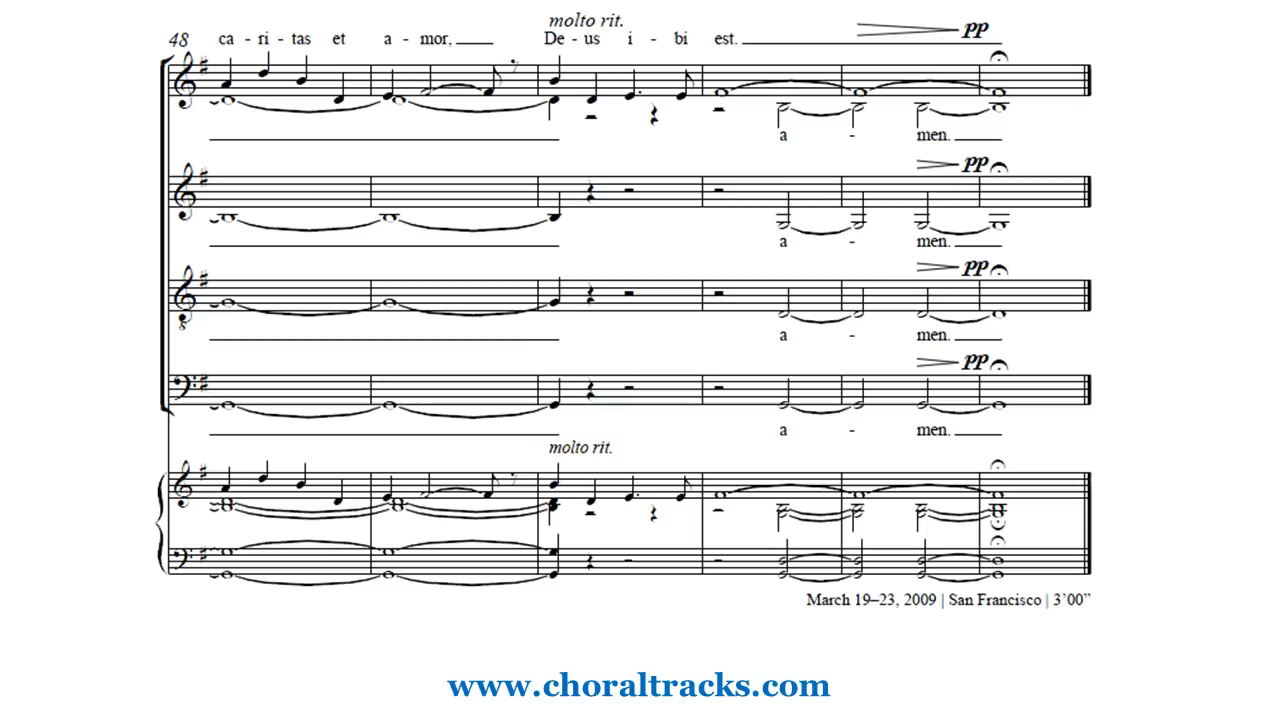 molto rit.
48 ca - ri - tas et a - mor, De - us i - bi est. pp
a - men.
pp
a - men.
pp
8
a - men.
pp
a - men.
molto rit.
March 19–23, 2009 | San Francisco | 3’00”
www.choraltracks.com